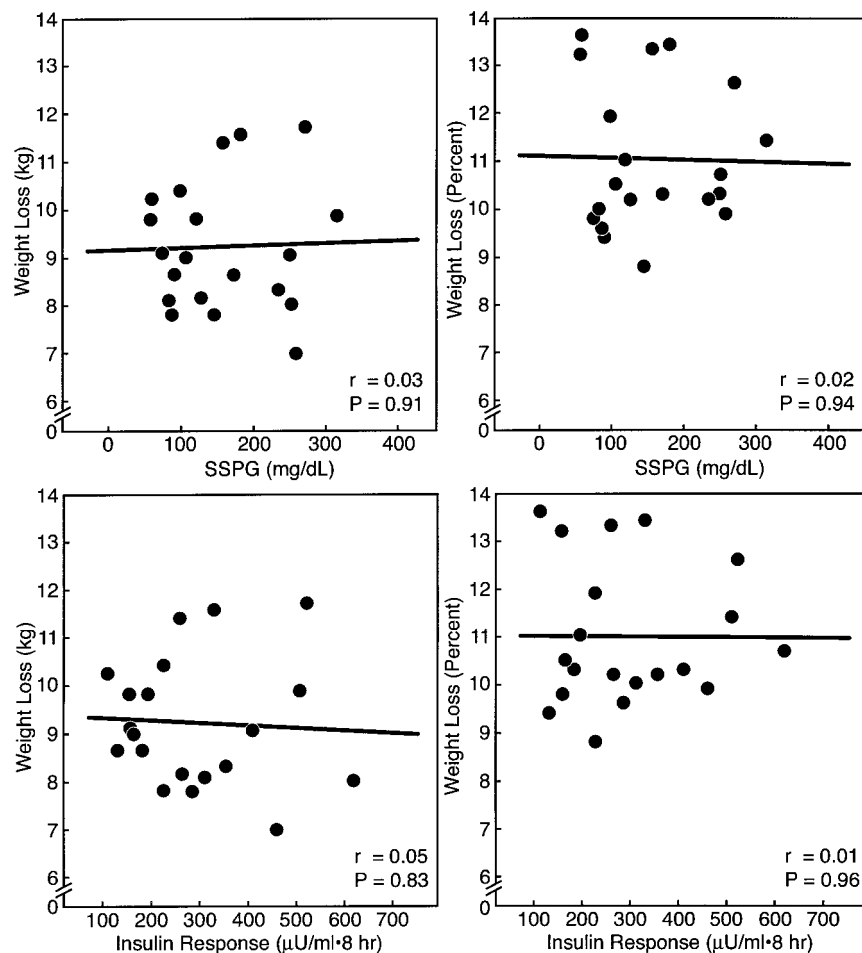 14
13
12
11
10
9
8
7
6
0
Weight Loss (kg)
r = 0.03
P = 0.91
0 100 200 300 400
SSPG (mg/dL)
14
13
12
11
10
9
8
7
6
0
Weight Loss (Percent)
r = 0.02
P = 0.94
0 100 200 300 400
SSPG (mg/dL)
14
13
12
11
10
9
8
7
6
0
Weight Loss (kg)
r = 0.05
P = 0.83
100 200 300 400 500 600 700
Insulin Response (μU/ml•8 hr)
14
13
12
11
10
9
8
7
6
0
Weight Loss (Percent)
r = 0.01
P = 0.96
100 200 300 400 500 600 700
Insulin Response (μU/ml•8 hr)